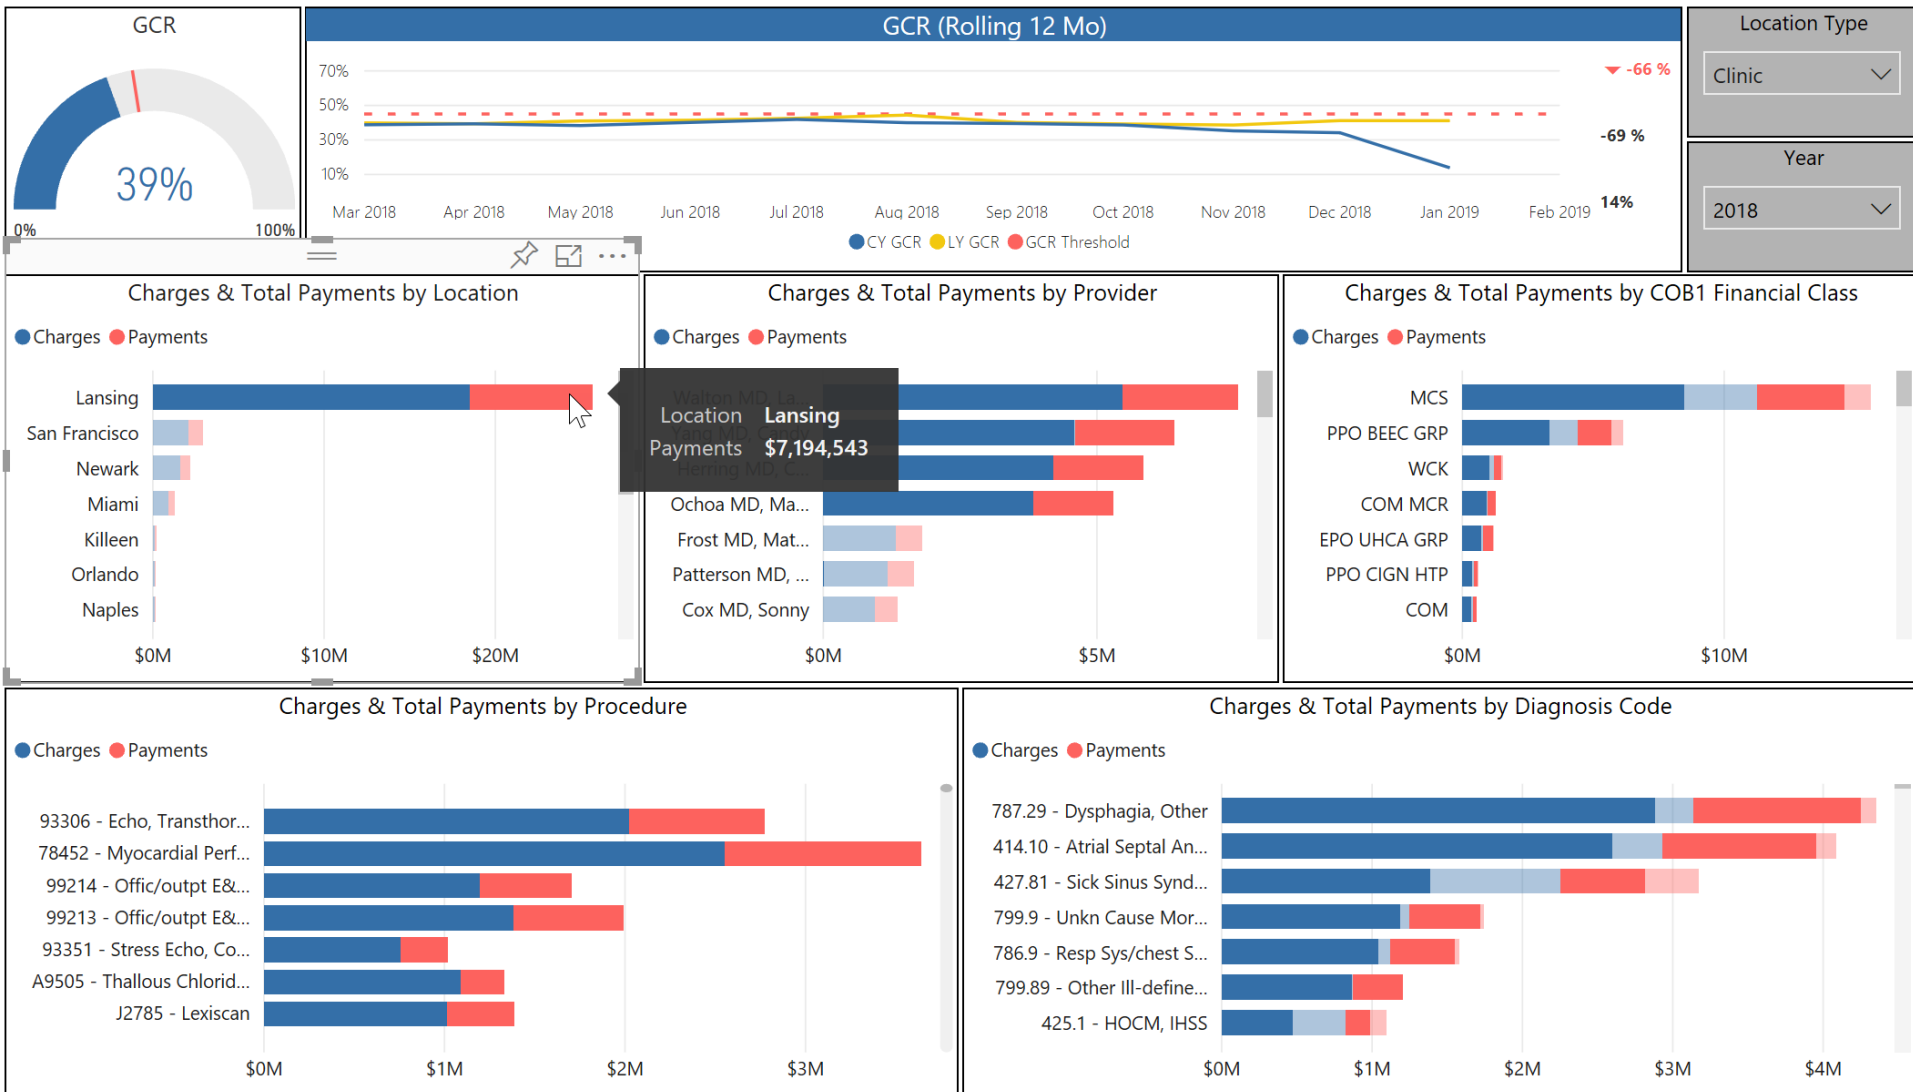 GCR
39%
0%
100%
GCR (Rolling 12 Mo)
70%
50%
30%
10%
Mar 2018
Apr 2018
May 2018
Jun 2018
Jul 2018
Aug 2018
Sep 2018
Oct 2018
Nov 2018
Dec 2018
Jan 2019
Feb 2019
CY GCR
LY GCR
GCR Threshold
-66 %
-69 %
14%
Location Type
Clinic
Year
2018
Charges & Total Payments by Location
Charges
Payments
Lansing
San Francisco
Newark
Miami
Killeen
Orlando
Naples
$0M
$10M
$20M
Location Lansing
Payments $7,194,543
Charges & Total Payments by Provider
Charges
Payments
Walton MD, La...
Yang MD, Candy
Herring MD, C...
Ochoa MD, Ma...
Frost MD, Mat...
Patterson MD, ...
Cox MD, Sonny
$0M
$5M
Charges & Total Payments by COB1 Financial Class
Charges
Payments
MCS
PPO BEEC GRP
WCK
COM MCR
EPO UHCA GRP
PPO CIGN HTP
COM
$0M
$10M
Charges & Total Payments by Procedure
Charges
Payments
93306 - Echo, Transthor...
78452 - Myocardial Perf...
99214 - Offic/outpt E&...
99213 - Offic/outpt E&...
93351 - Stress Echo, Co...
A9505 - Thallous Chlorid...
J2785 - Lexiscan
$0M
$1M
$2M
$3M
Charges & Total Payments by Diagnosis Code
Charges
Payments
787.29 - Dysphagia, Other
414.10 - Atrial Septal An...
427.81 - Sick Sinus Synd...
799.9 - Unkn Cause Mor...
786.9 - Resp Sys/chest S...
799.89 - Other Ill-define...
425.1 - HOCM, IHSS
$0M
$1M
$2M
$3M
$4M